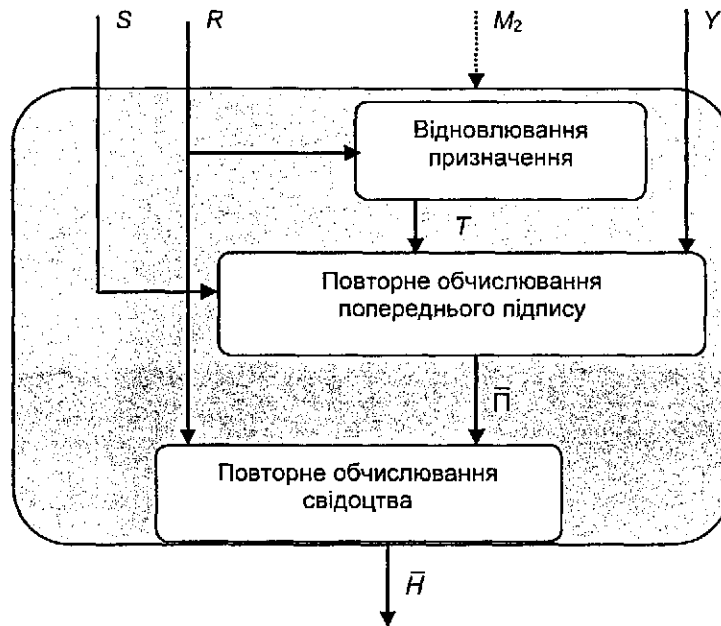 S R M₂ Y
Відновлювання
призначення
T
Повторне обчислювання
попереднього підпису
П̅
Повторне обчислювання
свідоцтва
H̅